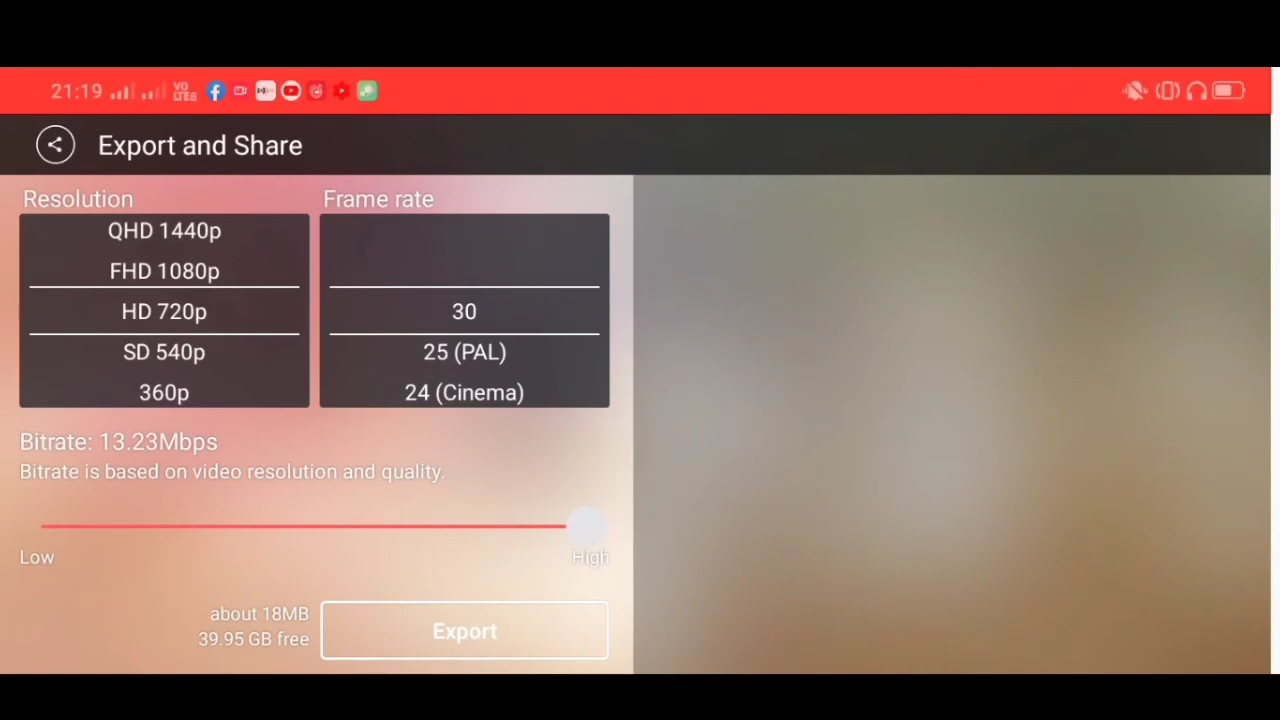 21:19 VO LTE
Export and Share
Resolution
Frame rate
QHD 1440p
FHD 1080p
HD 720p
SD 540p
360p
30
25 (PAL)
24 (Cinema)
Bitrate: 13.23Mbps
Bitrate is based on video resolution and quality.
Low
High
about 18MB
39.95 GB free
Export